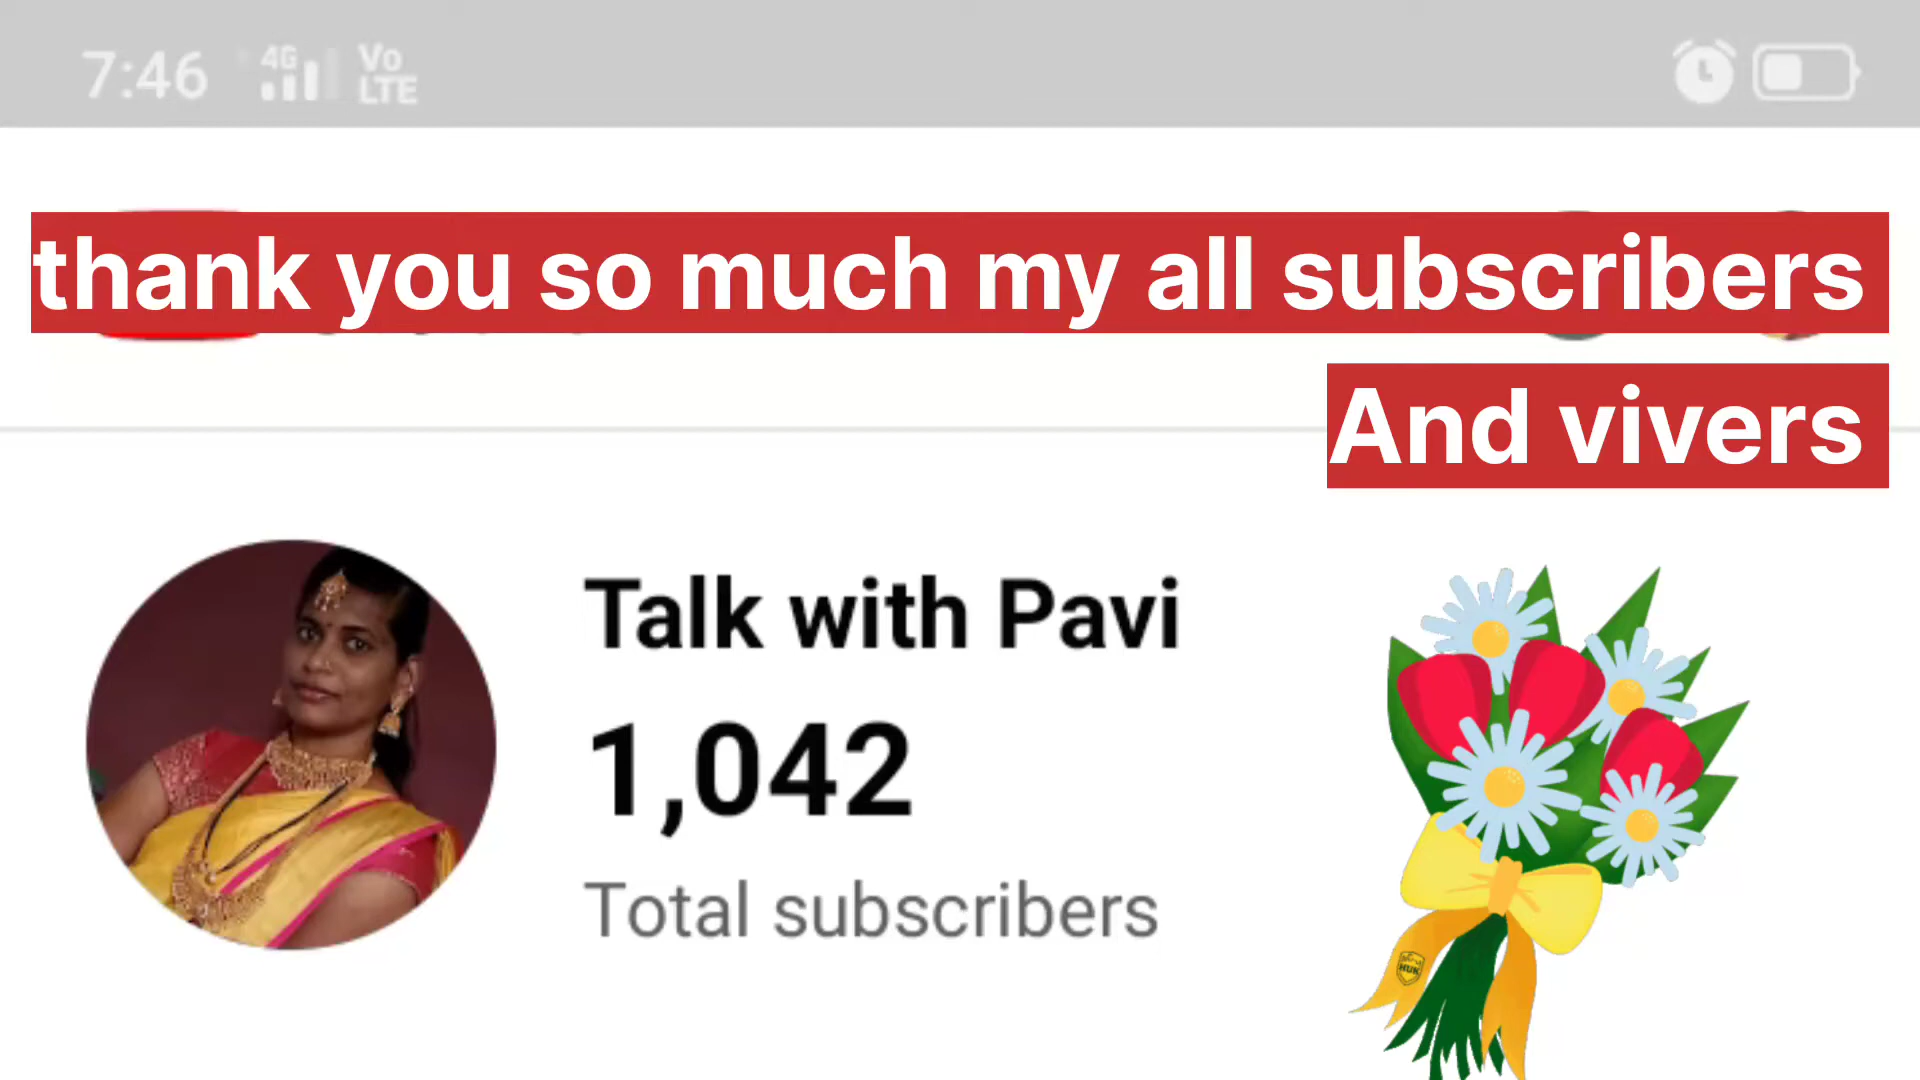 7:46 4G Vo
LTE
thank you so much my all subscribers
And vivers
Talk with Pavi
1,042
Total subscribers
HUK